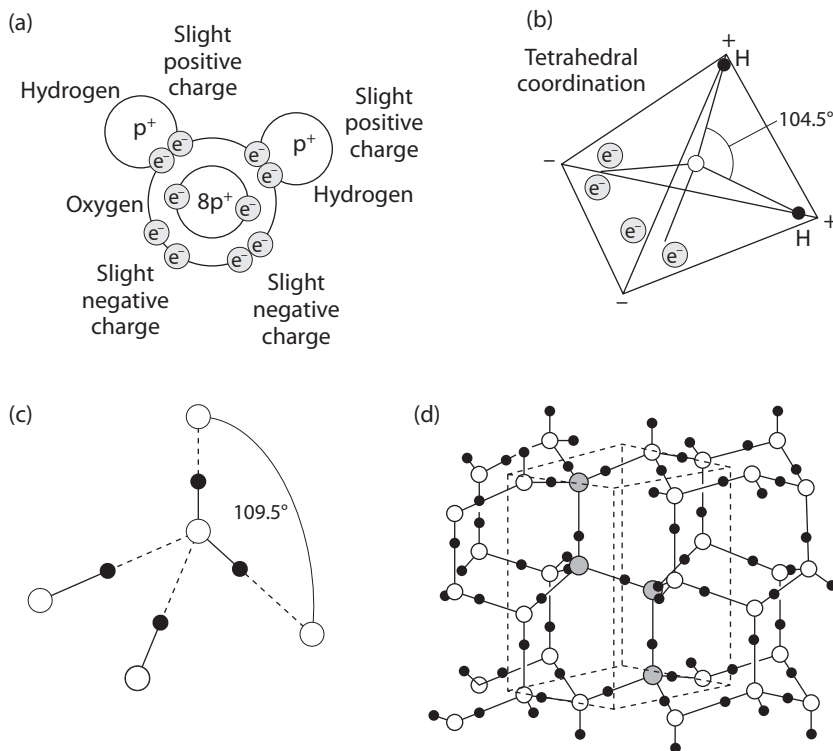 (a)
Slight
positive
charge
Hydrogen
p⁺
e⁻
e⁻
Slight
positive
charge
p⁺
e⁻
e⁻
Hydrogen
Oxygen
e⁻
8p⁺
e⁻
e⁻
e⁻
e⁻
e⁻
Slight
negative
charge
Slight
negative
charge
(b)
Tetrahedral
coordination
+
H
104.5°
−
e⁻
e⁻
e⁻
e⁻
H
+
−
(c)
109.5°
(d)